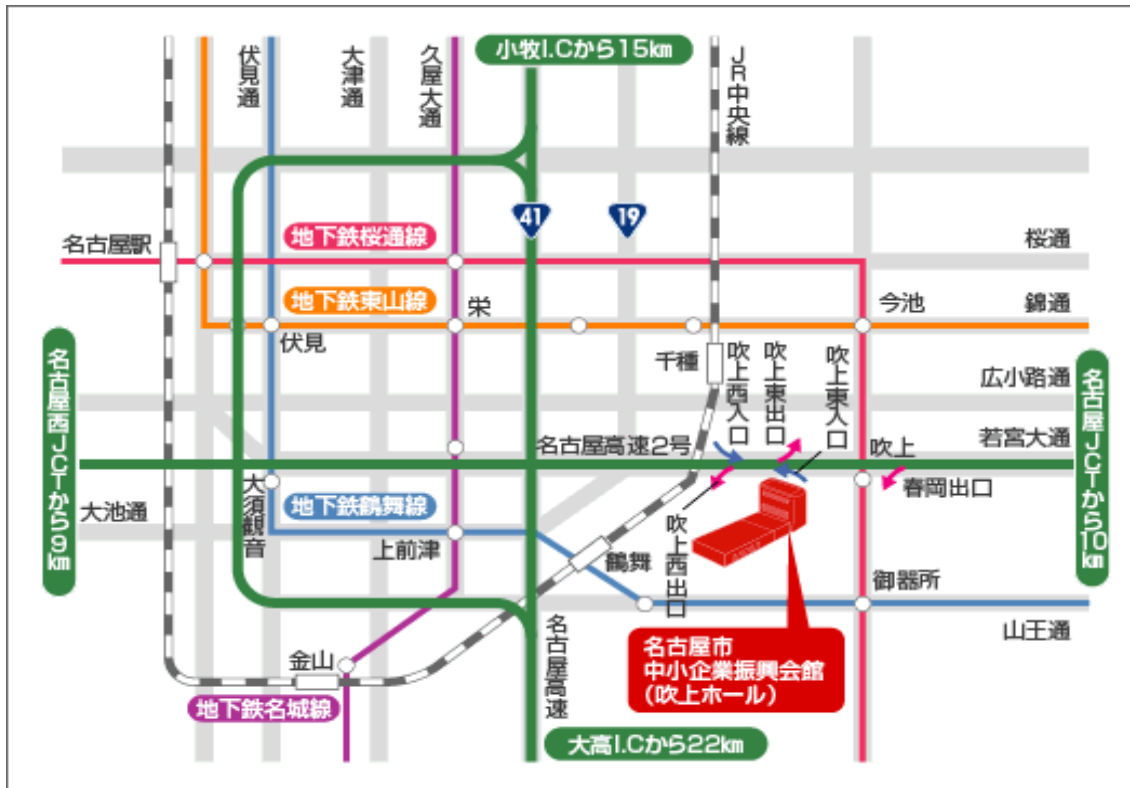 小牧I.Cから15km
伏見通
大津通
久屋大通
JR中央線
41
19
名古屋駅
地下鉄桜通線
桜通
地下鉄東山線
栄
今池
錦通
伏見
千種
吹上西入口
吹上東出口
吹上東入口
広小路通
名古屋西JCTから9km
名古屋JCTから10km
名古屋高速2号
吹上
若宮大通
春岡出口
大池通
大須観音
地下鉄鶴舞線
上前津
鶴舞
吹上西出口
御器所
山王通
名古屋高速
名古屋市
中小企業振興会館
(吹上ホール)
金山
地下鉄名城線
大高I.Cから22km